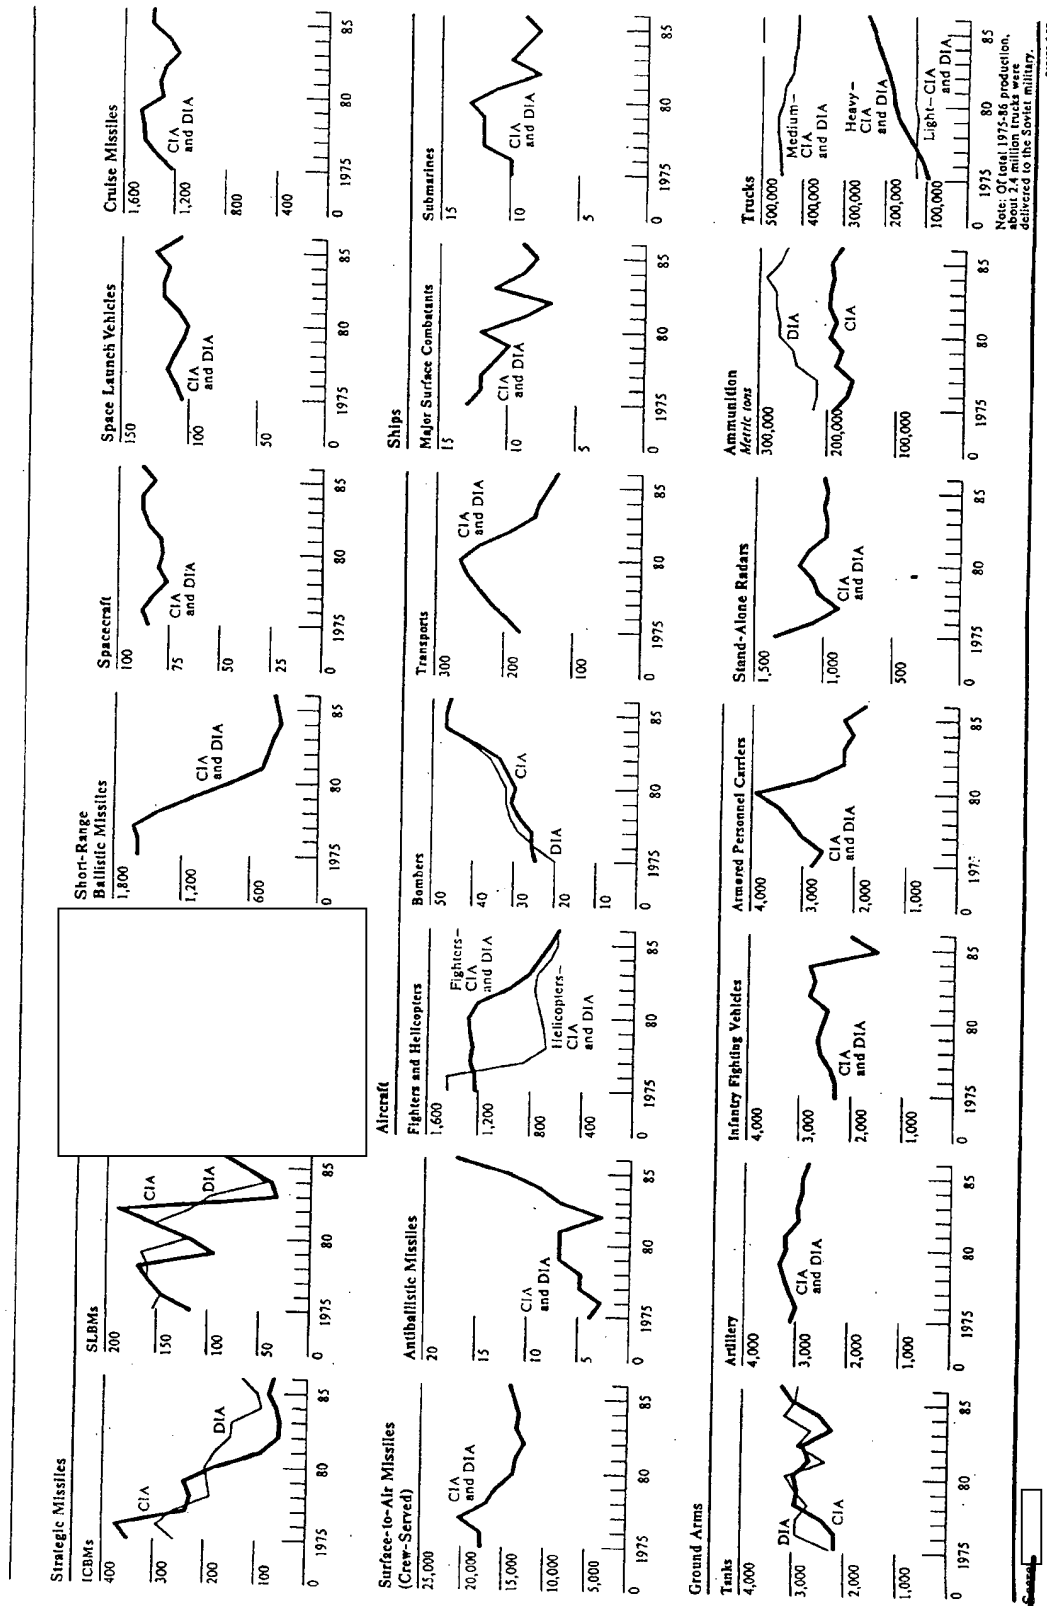 Strategic Missiles
ICBMs
400
300
200
100
0
1975
80
85
CIA
DIA
SLBMs
200
150
100
50
0
1975
80
85
CIA
DIA
Short-Range
Ballistic Missiles
1,800
1,200
600
0
1975
80
85
CIA
and DIA
Spacecraft
100
75
50
25
0
1975
80
85
CIA
and DIA
Space Launch Vehicles
150
100
50
0
1975
80
85
CIA
and DIA
Cruise Missiles
1,600
1,200
800
400
0
1975
80
85
CIA
and DIA
Surface-to-Air Missiles
(Crew-Served)
25,000
20,000
15,000
10,000
5,000
0
1975
80
85
CIA
and DIA
Antiballistic Missiles
20
15
10
5
0
1975
80
85
CIA
and DIA
Aircraft
Fighters and Helicopters
1,600
1,200
800
400
0
1975
80
85
Fighters–
CIA
and DIA
Helicopters–
CIA
and DIA
Bombers
50
40
30
20
10
0
1975
80
85
CIA
DIA
Transports
300
200
100
0
1975
80
85
CIA
and DIA
Ships
Major Surface Combatants
15
10
5
0
1975
80
85
CIA
and DIA
Submarines
15
10
5
0
1975
80
85
CIA
and DIA
Ground Arms
Tanks
4,000
3,000
2,000
1,000
0
1975
80
85
DIA
CIA
Artillery
4,000
3,000
2,000
1,000
0
1975
80
85
CIA
and DIA
Infantry Fighting Vehicles
4,000
3,000
2,000
1,000
0
1975
80
85
CIA
and DIA
Armored Personnel Carriers
4,000
3,000
2,000
1,000
0
80
85
CIA
and DIA
Stand-Alone Radars
1,500
1,000
500
0
1975
80
85
CIA
and DIA
Ammunition
Metric tons
300,000
200,000
100,000
0
1975
80
85
DIA
CIA
Trucks
500,000
400,000
300,000
200,000
100,000
0
1975
80
85
Medium–
CIA
and DIA
Heavy–
CIA
and DIA
Light–CIA
and DIA
Note: Of total 1975-86 production,
about 2.4 million trucks were
delivered to the Soviet military.